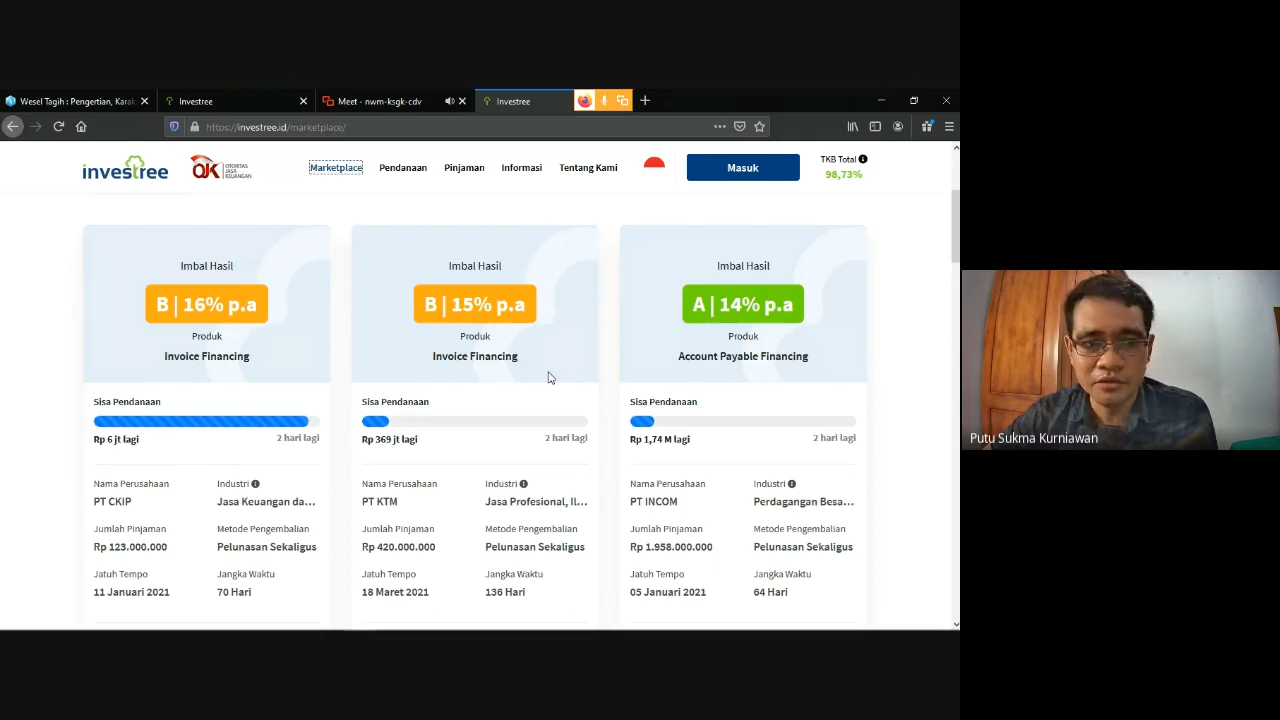 Wesel Tagih : Pengertian, Karak
Investree
Meet - nwm-ksgk-cdv
Investree
https://investree.id/marketplace/
investree
OJK OTORITAS JASA KEUANGAN
Marketplace
Pendanaan
Pinjaman
Informasi
Tentang Kami
Masuk
TKB Total
98,73%
Imbal Hasil
B | 16% p.a
Produk
Invoice Financing
Sisa Pendanaan
Rp 6 jt lagi
2 hari lagi
Nama Perusahaan
Industri
PT CKIP
Jasa Keuangan da...
Jumlah Pinjaman
Metode Pengembalian
Rp 123.000.000
Pelunasan Sekaligus
Jatuh Tempo
Jangka Waktu
11 Januari 2021
70 Hari
Imbal Hasil
B | 15% p.a
Produk
Invoice Financing
Sisa Pendanaan
Rp 369 jt lagi
2 hari lagi
Nama Perusahaan
Industri
PT KTM
Jasa Profesional, Il...
Jumlah Pinjaman
Metode Pengembalian
Rp 420.000.000
Pelunasan Sekaligus
Jatuh Tempo
Jangka Waktu
18 Maret 2021
136 Hari
Imbal Hasil
A | 14% p.a
Produk
Account Payable Financing
Sisa Pendanaan
Rp 1,74 M lagi
2 hari lagi
Nama Perusahaan
Industri
PT INCOM
Perdagangan Besa...
Jumlah Pinjaman
Metode Pengembalian
Rp 1.958.000.000
Pelunasan Sekaligus
Jatuh Tempo
Jangka Waktu
05 Januari 2021
64 Hari
Putu Sukma Kurniawan